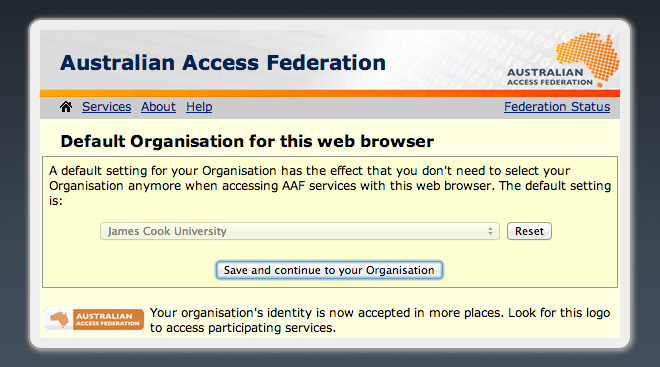 Australian Access Federation
AUSTRALIAN
ACCESS FEDERATION
Services About Help Federation Status
Default Organisation for this web browser
A default setting for your Organisation has the effect that you don't need to select your
Organisation anymore when accessing AAF services with this web browser. The default setting
is:
James Cook University Reset
Save and continue to your Organisation
AUSTRALIAN
ACCESS FEDERATION
Your organisation's identity is now accepted in more places. Look for this logo
to access participating services.